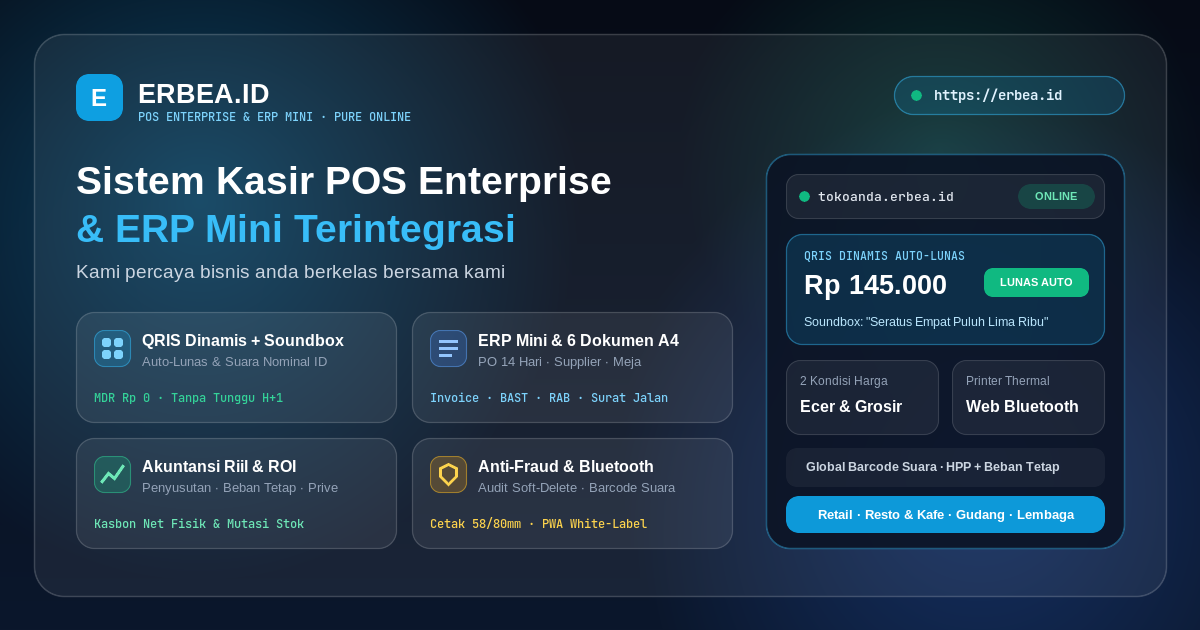 E
ERBEA.ID
POS ENTERPRISE & ERP MINI · PURE ONLINE
https://erbea.id
Sistem Kasir POS Enterprise
& ERP Mini Terintegrasi
Kami percaya bisnis anda berkelas bersama kami
QRIS Dinamis + Soundbox
Auto-Lunas & Suara Nominal ID
MDR Rp 0 · Tanpa Tunggu H+1
ERP Mini & 6 Dokumen A4
PO 14 Hari · Supplier · Meja
Invoice · BAST · RAB · Surat Jalan
Akuntansi Riil & ROI
Penyusutan · Beban Tetap · Prive
Kasbon Net Fisik & Mutasi Stok
Anti-Fraud & Bluetooth
Audit Soft-Delete · Barcode Suara
Cetak 58/80mm · PWA White-Label
tokoanda.erbea.id
ONLINE
QRIS DINAMIS AUTO-LUNAS
Rp 145.000
LUNAS AUTO
Soundbox: "Seratus Empat Puluh Lima Ribu"
2 Kondisi Harga
Ecer & Grosir
Printer Thermal
Web Bluetooth
Global Barcode Suara · HPP + Beban Tetap
Retail · Resto & Kafe · Gudang · Lembaga